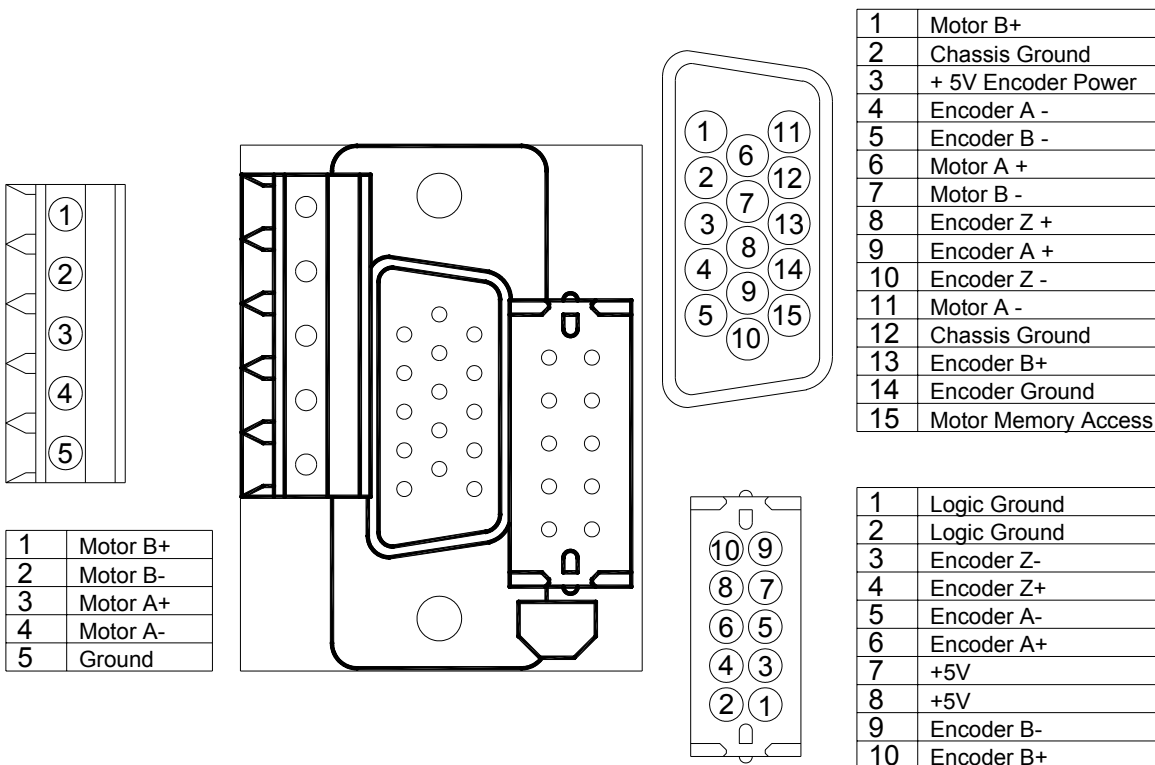 1 Motor B+
2 Chassis Ground
3 + 5V Encoder Power
4 Encoder A -
5 Encoder B -
6 Motor A +
7 Motor B -
8 Encoder Z +
9 Encoder A +
10 Encoder Z -
11 Motor A -
12 Chassis Ground
13 Encoder B+
14 Encoder Ground
15 Motor Memory Access
1
11
6
2
12
7
3
13
8
4
14
9
5
15
10
1
2
3
4
5
1 Motor B+
2 Motor B-
3 Motor A+
4 Motor A-
5 Ground
10 9
8 7
6 5
4 3
2 1
1 Logic Ground
2 Logic Ground
3 Encoder Z-
4 Encoder Z+
5 Encoder A-
6 Encoder A+
7 +5V
8 +5V
9 Encoder B-
10 Encoder B+